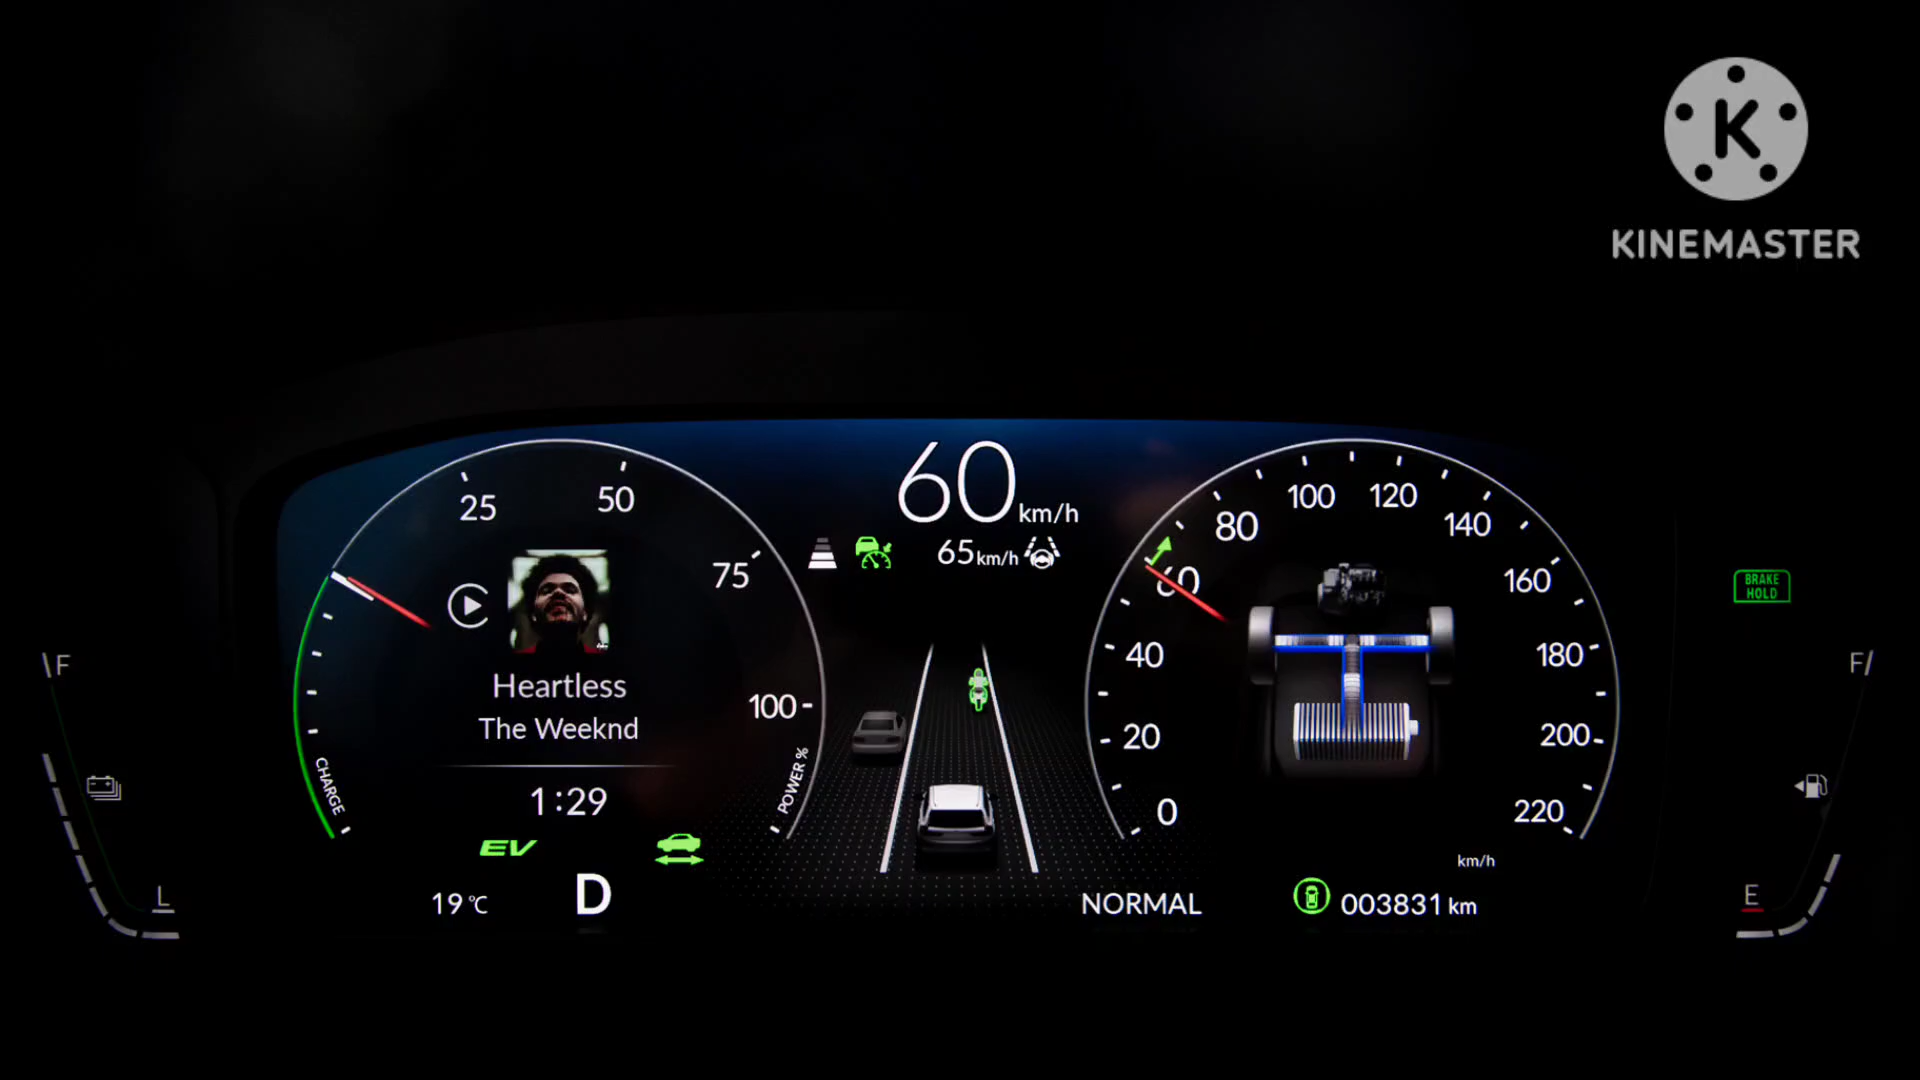 K
KINEMASTER
60 km/h
65 km/h
25
50
75
100
CHARGE
POWER %
Heartless
The Weeknd
1:29
EV
19 °C
D
0
20
40
60
80
100
120
140
160
180
200
220
km/h
NORMAL
003831 km
BRAKE
HOLD
F
L
F
E